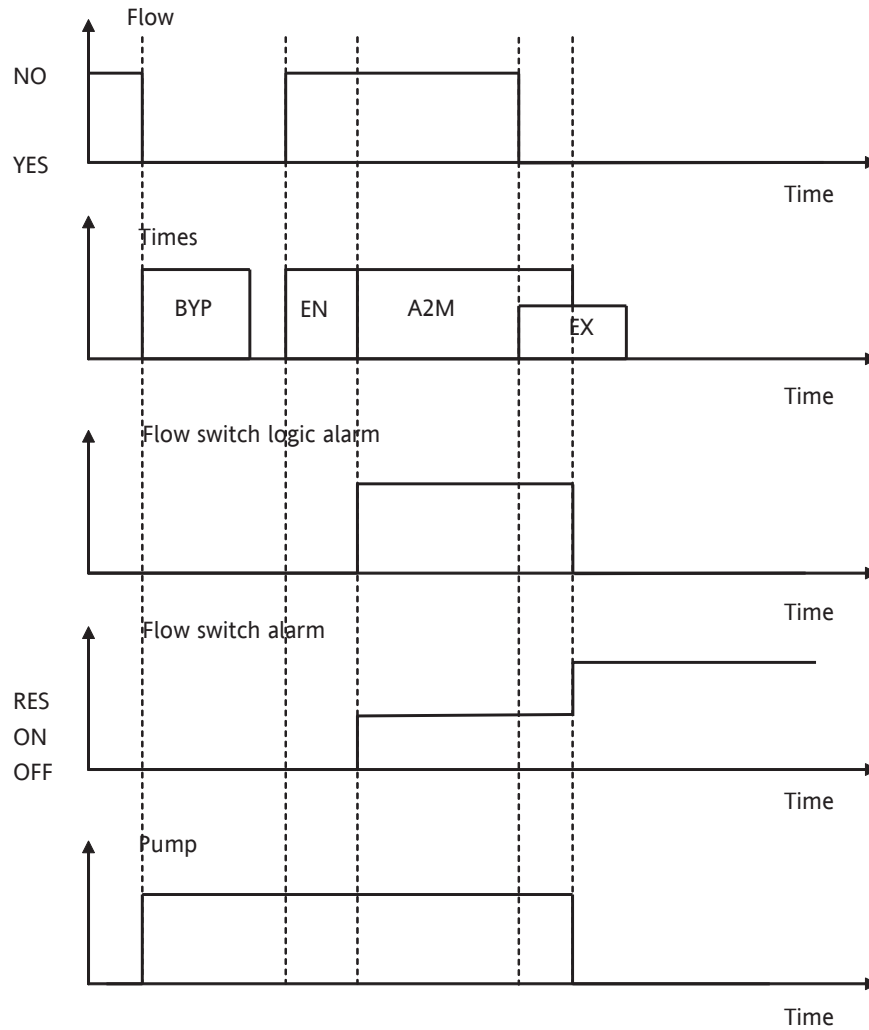 Flow
NO
YES
Time
Times
BYP
EN
A2M
EX
Time
Flow switch logic alarm
Time
Flow switch alarm
RES
ON
OFF
Time
Pump
Time